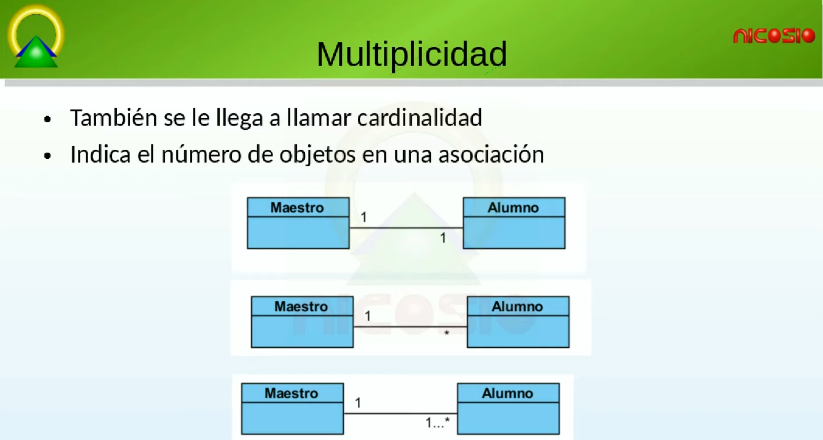 NICOSIO
Multiplicidad
• También se le llega a llamar cardinalidad
• Indica el número de objetos en una asociación
Maestro 1 1 Alumno
Maestro 1 * Alumno
Maestro 1 1...* Alumno
NICOSIO